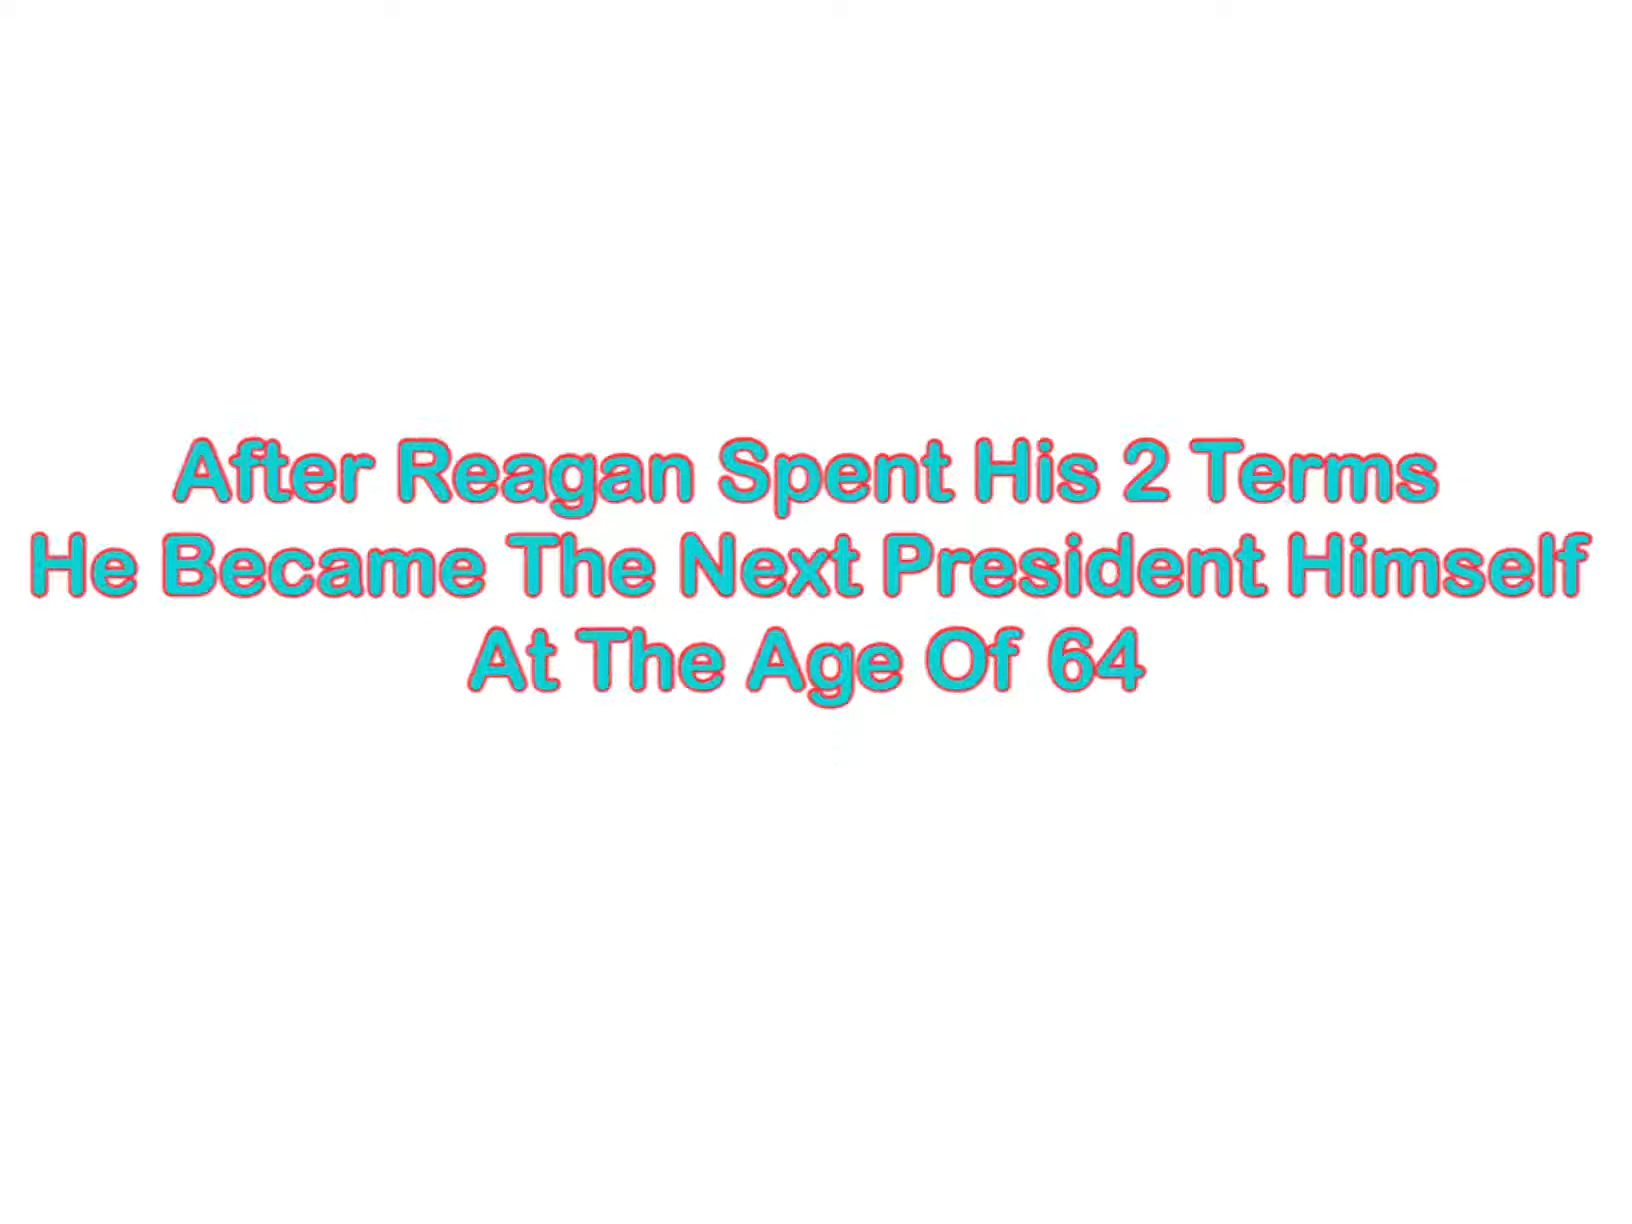 After Reagan Spent His 2 Terms
He Became The Next President Himself
At The Age Of 64